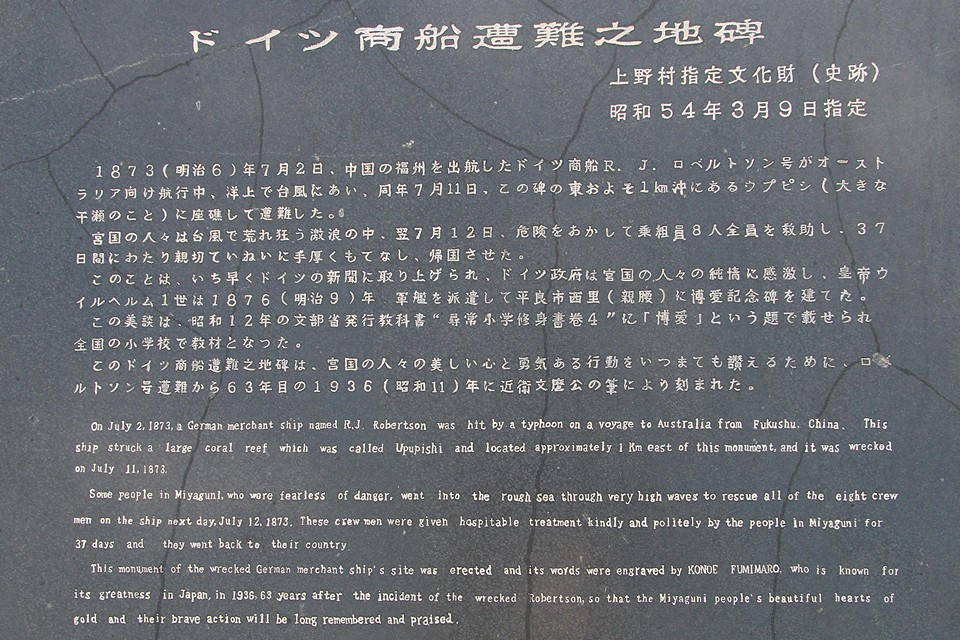 ドイツ商船遭難之地碑
上野村指定文化財（史跡）
昭和54年3月9日指定
1873(明治6)年7月2日、中国の福州を出航したドイツ商船R. J. ロベルトソン号がオースト
ラリア向け航行中、洋上で台風にあい、同年7月11日、この碑の東およそ1km沖にあるウプピシ(大きな
干瀬のこと)に座礁して遭難した。
宮国の人々は台風で荒れ狂う激浪の中、翌7月12日、危険をおかして乗組員8人全員を救助し、37
日間にわたり親切ていねいに手厚くもてなし、帰国させた。
このことは、いち早くドイツの新聞に取り上げられ、ドイツ政府は宮国の人々の純情に感激し、皇帝ウ
イルヘルム1世は1876(明治9)年、軍艦を派遣して平良市西里(親腰)に博愛記念碑を建てた。
この美談は、昭和12年の文部省発行教科書“尋常小学修身書巻4”に「博愛」という題で載せられ
全国の小学校で教材となった。
このドイツ商船遭難之地碑は、宮国の人々の美しい心と勇気ある行動をいつまても讃えるために、ロベ
ルトソン号遭難から63年目の1936(昭和11)年に近衛文麿公の筆により刻まれた。
On July 2, 1873, a German merchant ship named R.J. Robertson was hit by a typhoon on a voyage to Australia from Fukushu, China. This
ship struck a large coral reef which was called Upupishi and located approximately 1 Km east of this monument, and it was wrecked
on July 11, 1873.
Some people in Miyaguni, who were fearless of danger, went into the rough sea through very high waves to rescue all of the eight crew
men on the ship next day, July 12, 1873. These crew men were given hospitable treatment kindly and politely by the people in Miyaguni for
37 days and they went back to their country.
This monument of the wrecked German merchant ship's site was erected and its words were engraved by KONOE FUMIMARO, who is known for
its greatness in Japan, in 1936, 63 years after the incident of the wrecked Robertson, so that the Miyaguni people's beautiful hearts of
gold and their brave action will be long remembered and praised.